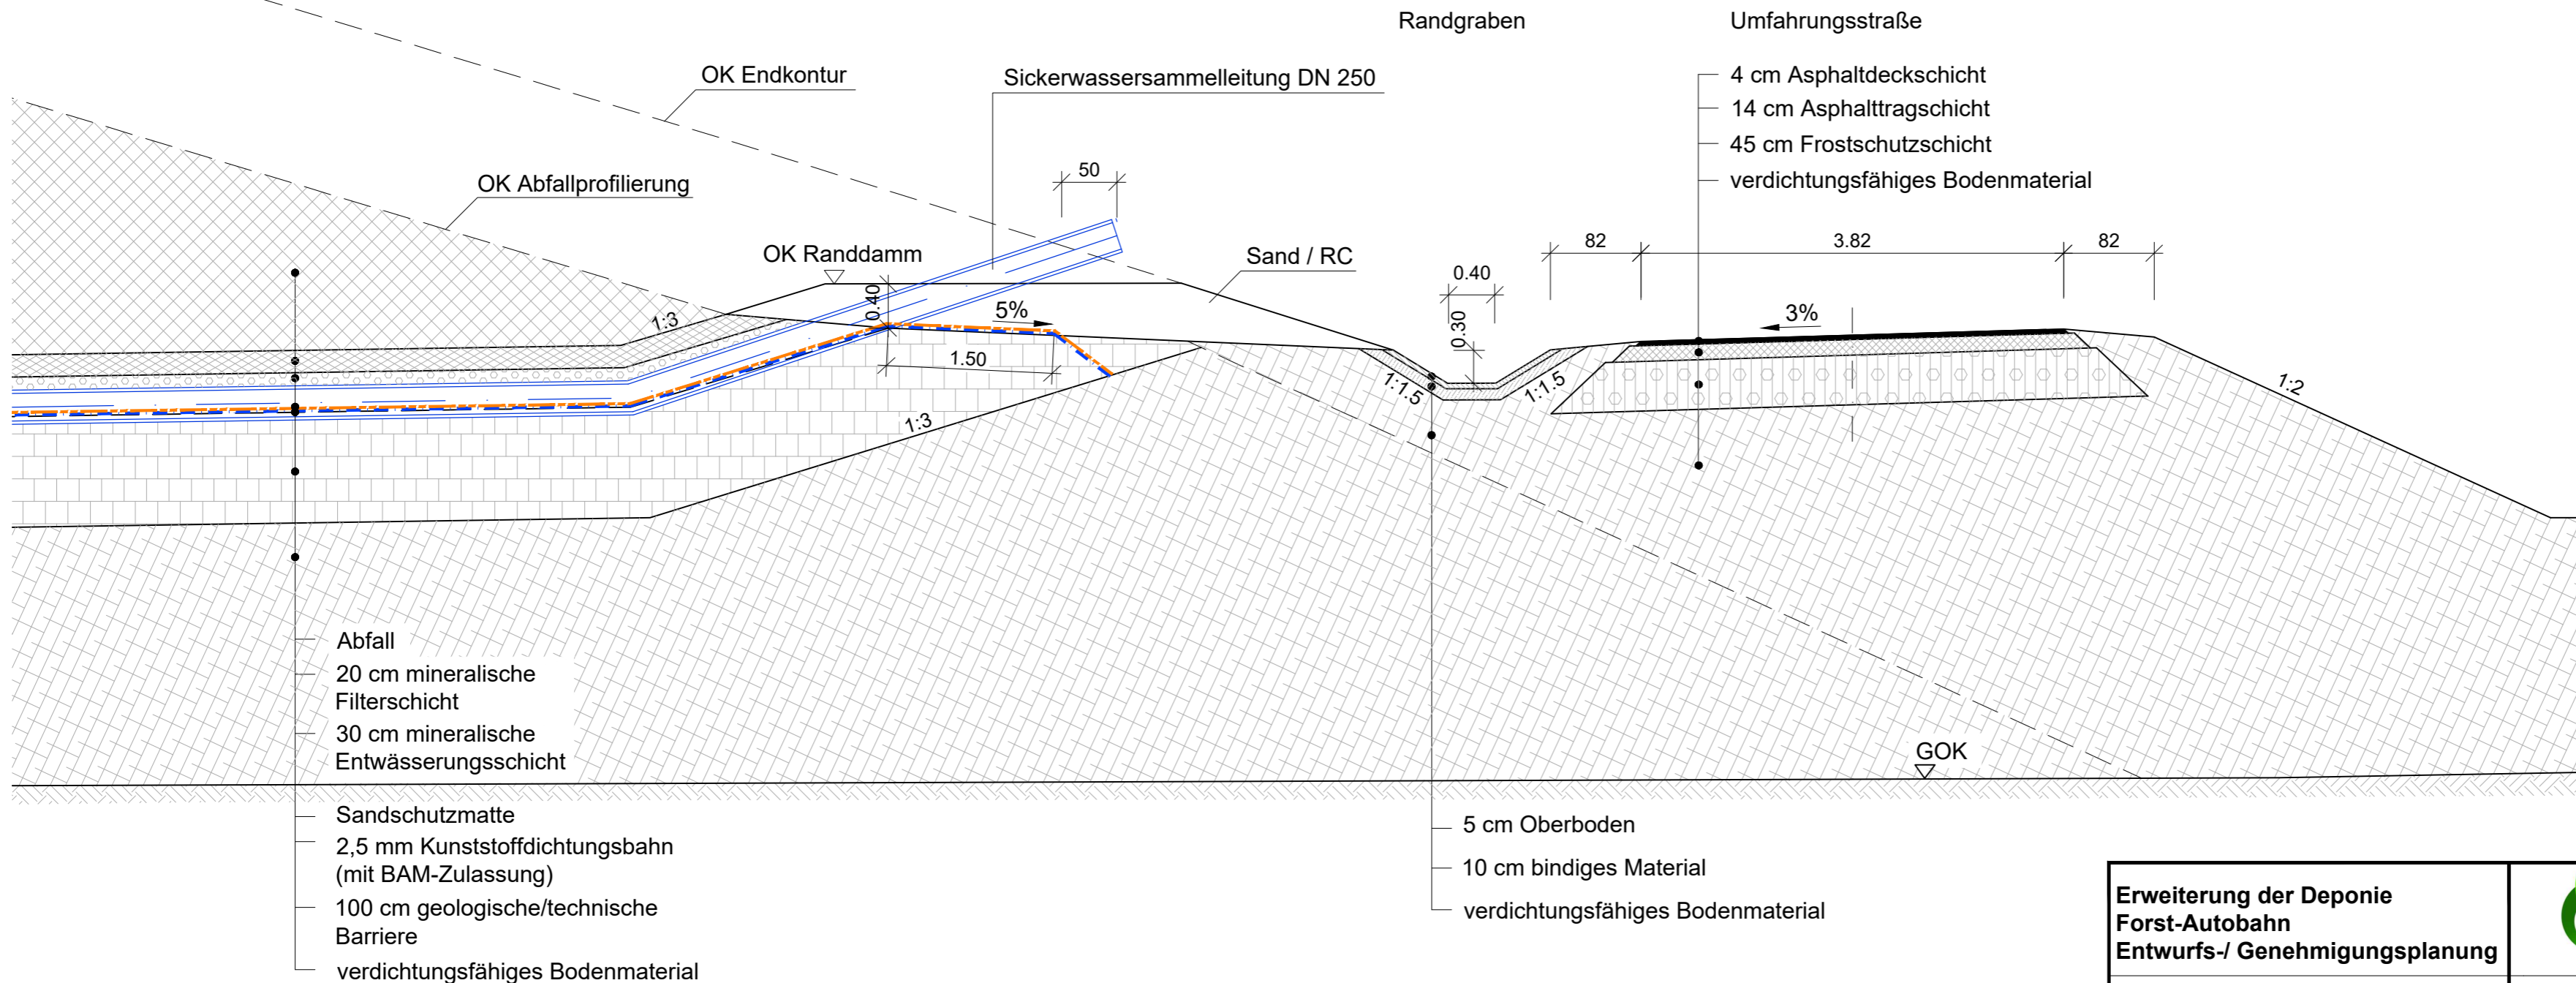 Randgraben
Umfahrungsstraße
OK Endkontur
Sickerwassersammelleitung DN 250
4 cm Asphaltdeckschicht
14 cm Asphalttragschicht
45 cm Frostschutzschicht
verdichtungsfähiges Bodenmaterial
OK Abfallprofilierung
50
OK Randdamm
Sand / RC
82
3.82
82
0.40
0.40
0.30
1:3
5%
3%
1.50
1:3
1:1.5
1:1.5
1:2
GOK
Abfall
20 cm mineralische
Filterschicht
30 cm mineralische
Entwässerungsschicht
Sandschutzmatte
2,5 mm Kunststoffdichtungsbahn
(mit BAM-Zulassung)
100 cm geologische/technische
Barriere
verdichtungsfähiges Bodenmaterial
5 cm Oberboden
10 cm bindiges Material
verdichtungsfähiges Bodenmaterial
Erweiterung der Deponie
Forst-Autobahn
Entwurfs-/ Genehmigungsplanung